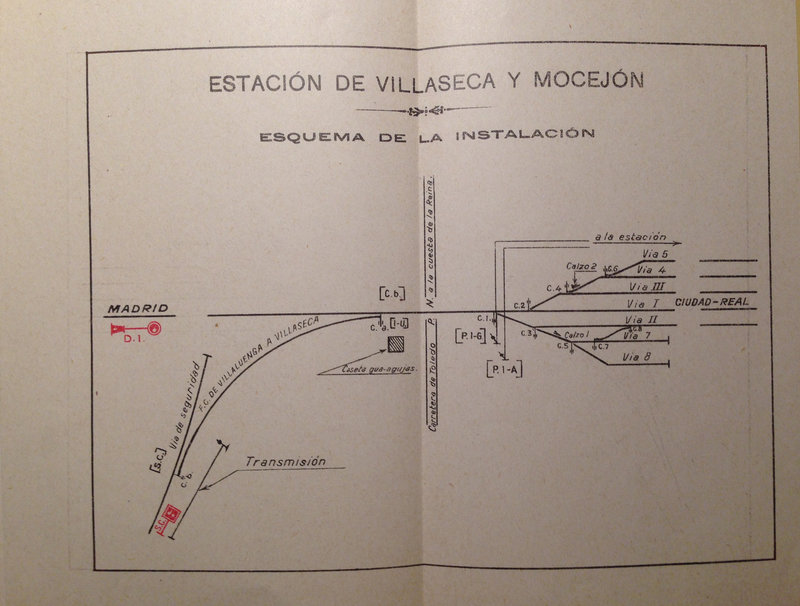 ESTACIÓN DE VILLASECA Y MOCEJÓN
ESQUEMA DE LA INSTALACIÓN
Carretera de Toledo P. N. a la cuesta de la Reina.
a la estación
Vía 5
Calzo 2
C.6
Vía 4
C.4
Vía III
[C.b]
C.2
Vía I
CIUDAD-REAL
MADRID
D.1.
C.a.
C.1
Vía II
[P.1-G]
C.3
Calzo 1
C.8
Vía 7
C.5
C.7
[P.1-A]
Vía 8
Caseta gua-agujas.
F.C. DE VILLALUENGA A VILLASECA
Vía de seguridad
[S.C.]
C.b.
Transmisión
S.C.